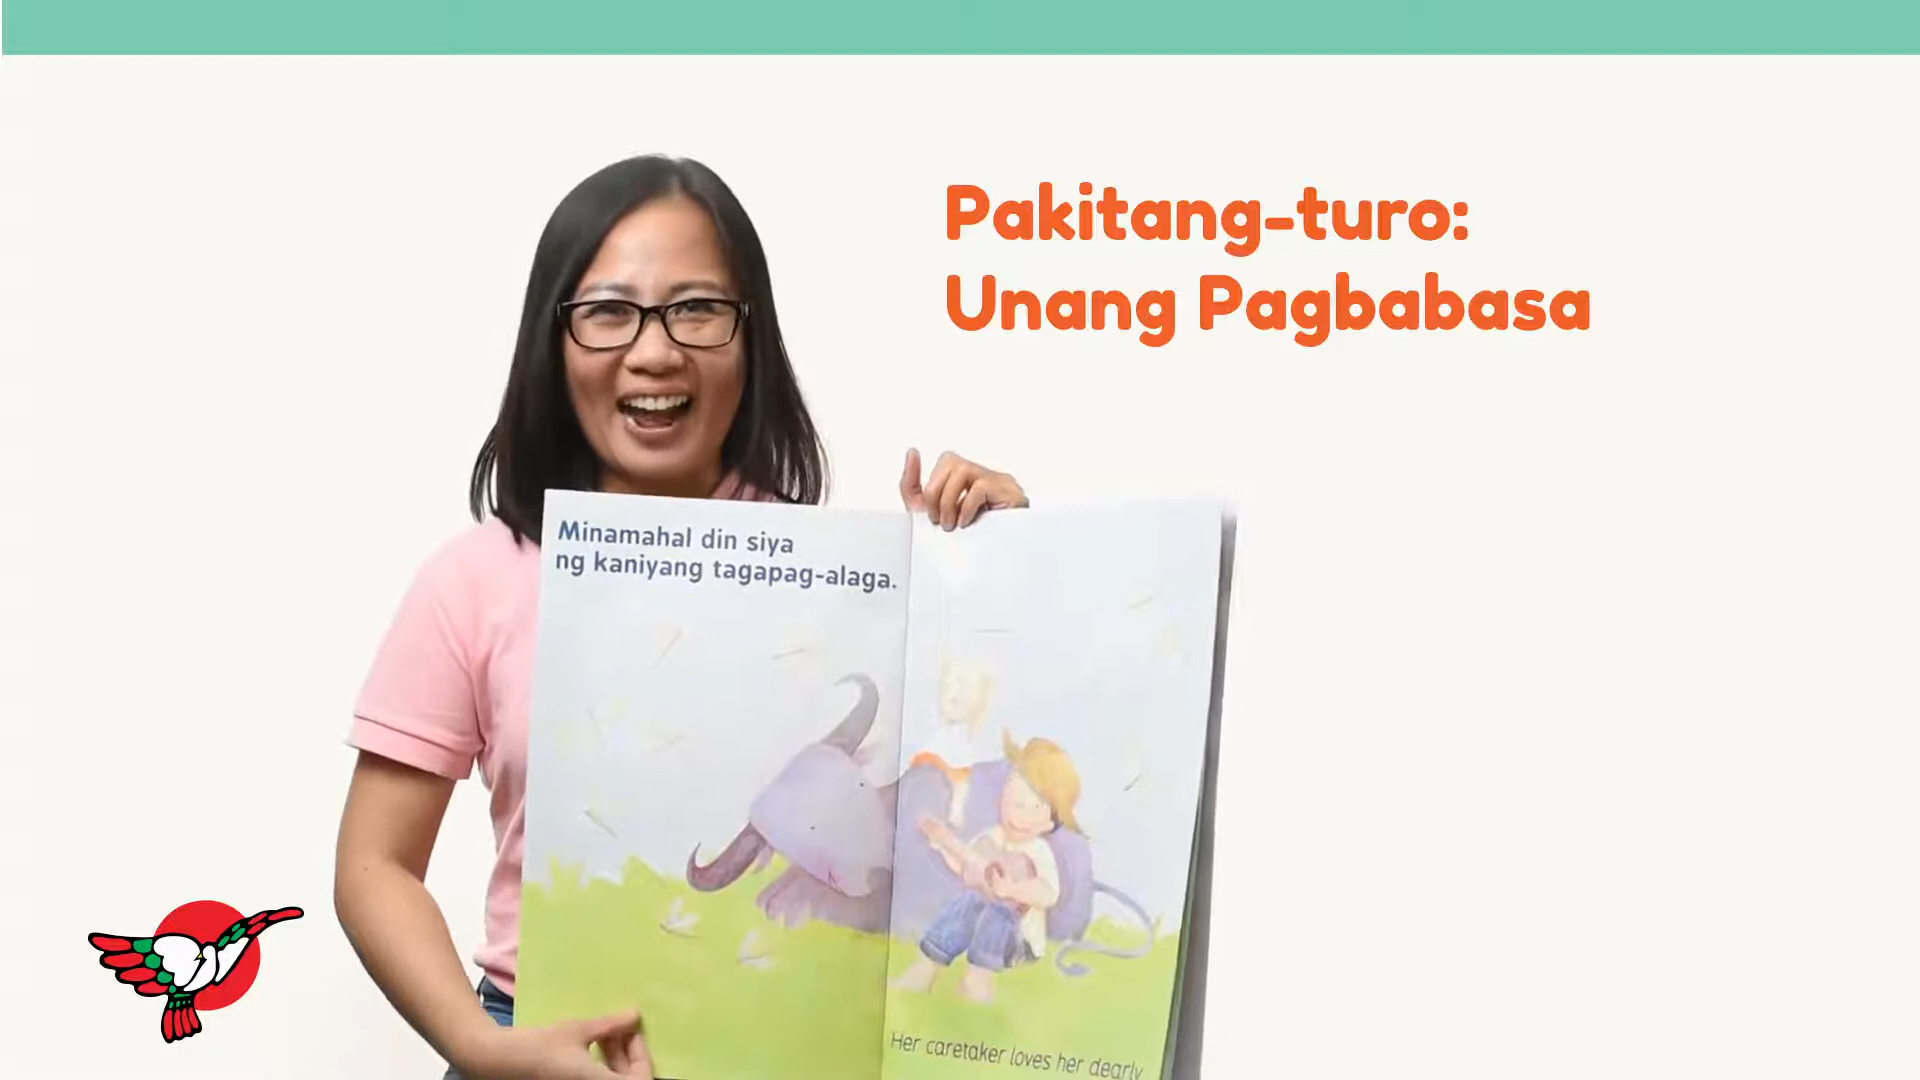 Pakitang-turo:
Unang Pagbabasa
Minamahal din siya
ng kaniyang tagapag-alaga.
Her caretaker loves her dearly